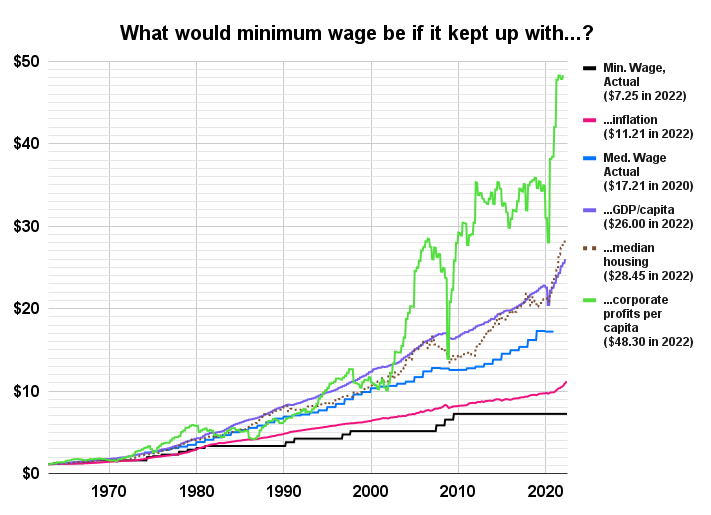 What would minimum wage be if it kept up with...?
$50
$40
$30
$20
$10
$0
1970
1980
1990
2000
2010
2020
Min. Wage,
Actual
($7.25 in 2022)
...inflation
($11.21 in 2022)
Med. Wage
Actual
($17.21 in 2020)
...GDP/capita
($26.00 in 2022)
...median
housing
($28.45 in 2022)
...corporate
profits per
capita
($48.30 in 2022)